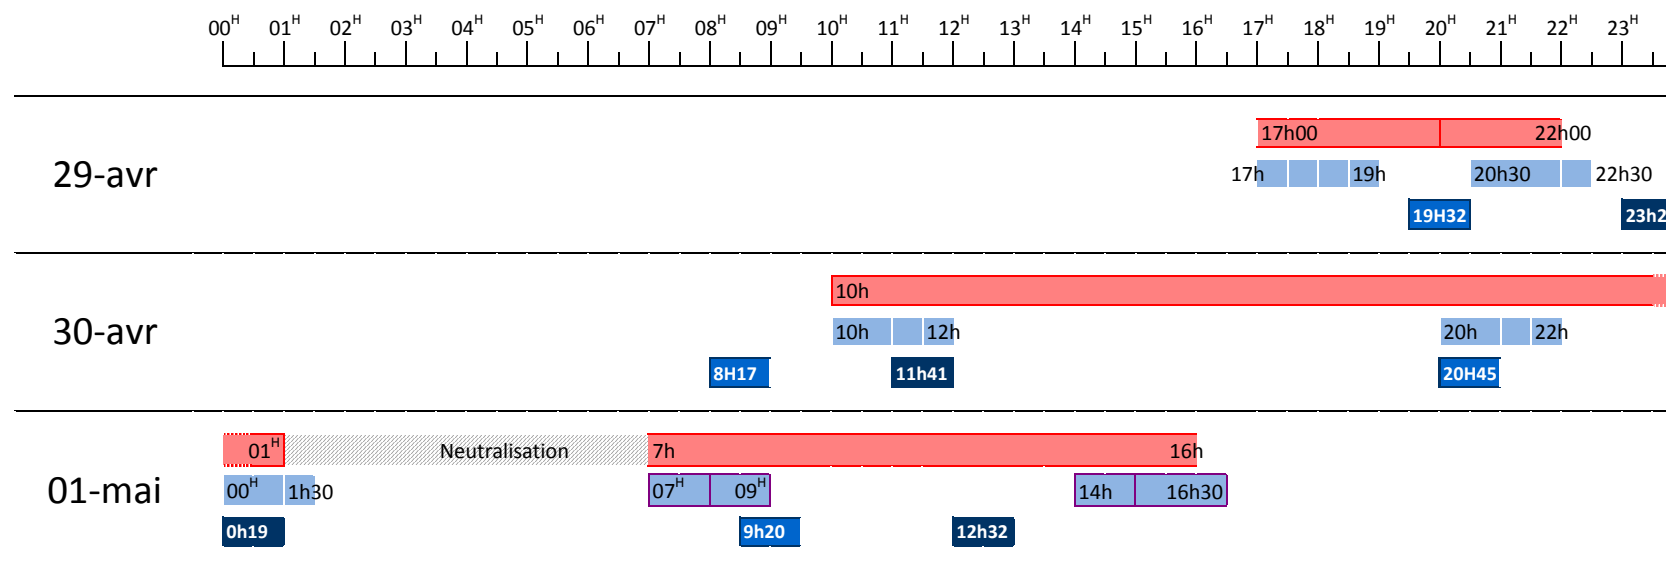 00H 01H 02H 03H 04H 05H 06H 07H 08H 09H 10H 11H 12H 13H 14H 15H 16H 17H 18H 19H 20H 21H 22H 23H
17h00 22h00
29-avr 17h 19h 20h30 22h30
19H32 23h2
10h
30-avr 10h 12h 20h 22h
8H17 11h41 20H45
01H Neutralisation 7h 16h
01-mai 00H 1h30 07H 09H 14h 16h30
0h19 9h20 12h32